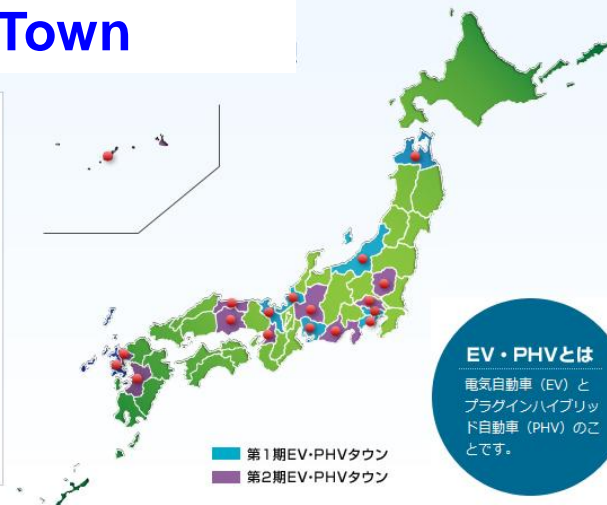 Town
EV・PHVとは
電気自動車（EV）と
プラグインハイブリッ
ド自動車（PHV）のこ
とです。
第1期EV・PHVタウン
第2期EV・PHVタウン